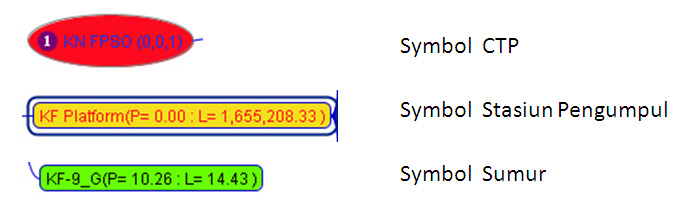 1 KN FPSO (0,0,1) Symbol CTP
KF Platform(P= 0.00 : L= 1,655,208.33 ) Symbol Stasiun Pengumpul
KF-9_G(P= 10.26 : L= 14.43 ) Symbol Sumur